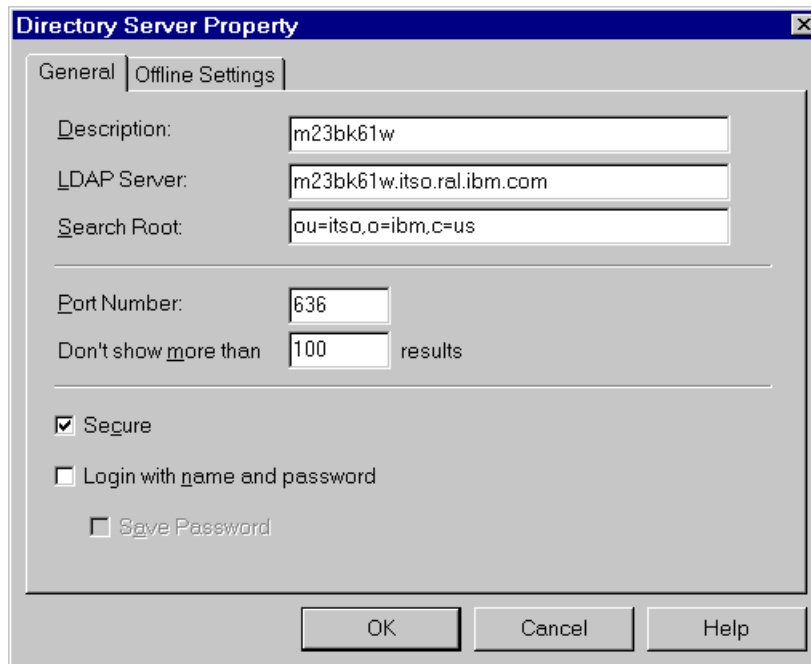 Directory Server Property
General Offline Settings
Description: m23bk61w
LDAP Server: m23bk61w.itso.ral.ibm.com
Search Root: ou=itso,o=ibm,c=us
Port Number: 636
Don't show more than 100 results
Secure
Login with name and password
Save Password
OK Cancel Help